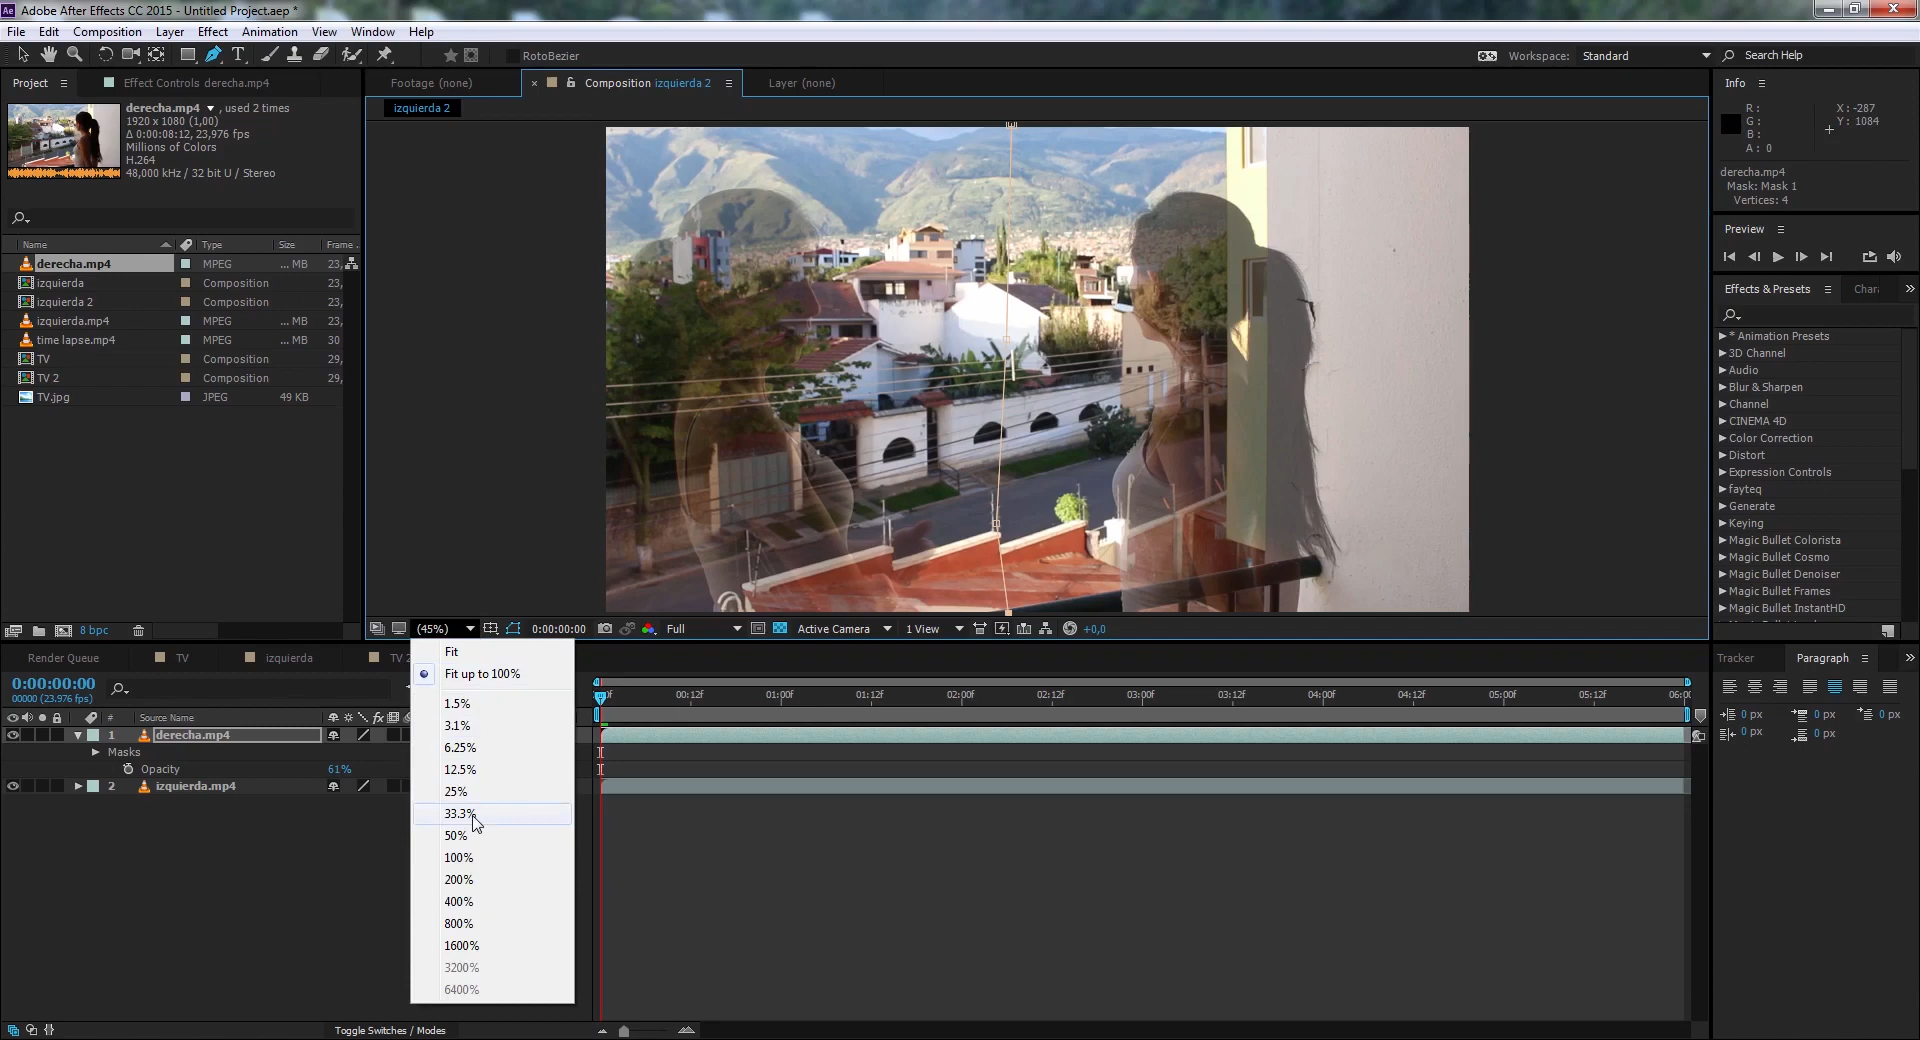 Adobe After Effects CC 2015 - Untitled Project.aep *
File Edit Composition Layer Effect Animation View Window Help
RotoBezier
Workspace: Standard
Search Help
Project
Effect Controls derecha.mp4
Footage (none)
Composition izquierda 2
Layer (none)
izquierda 2
derecha.mp4 , used 2 times
1920 x 1080 (1,00)
Δ 0:00:08:12, 23,976 fps
Millions of Colors
H.264
48,000 kHz / 32 bit U / Stereo
Name Type Size Frame
derecha.mp4 MPEG ... MB 23,
izquierda Composition 23,
izquierda 2 Composition 23,
izquierda.mp4 MPEG ... MB 23,
time lapse.mp4 MPEG ... MB 30
TV Composition 29,
TV 2 Composition 29,
TV.jpg JPEG 49 KB
8 bpc
(45%) 0:00:00:00 Full Active Camera 1 View +0,0
Info
R : X : -287
G : Y : 1084
B :
A : 0
derecha.mp4
Mask: Mask 1
Vertices: 4
Preview
Effects & Presets
* Animation Presets
3D Channel
Audio
Blur & Sharpen
Channel
CINEMA 4D
Color Correction
Distort
Expression Controls
fayteq
Generate
Keying
Magic Bullet Colorista
Magic Bullet Cosmo
Magic Bullet Denoiser
Magic Bullet Frames
Magic Bullet InstantHD
Render Queue TV izquierda TV 2
0:00:00:00
00000 (23.976 fps)
# Source Name
1 derecha.mp4
Masks
Opacity 61%
2 izquierda.mp4
Toggle Switches / Modes
Fit
Fit up to 100%
1.5%
3.1%
6.25%
12.5%
25%
33.3%
50%
100%
200%
400%
800%
1600%
3200%
6400%
00:12f 01:00f 01:12f 02:00f 02:12f 03:00f 03:12f 04:00f 04:12f 05:00f 05:12f
Tracker Paragraph
0 px 0 px 0 px
0 px 0 px